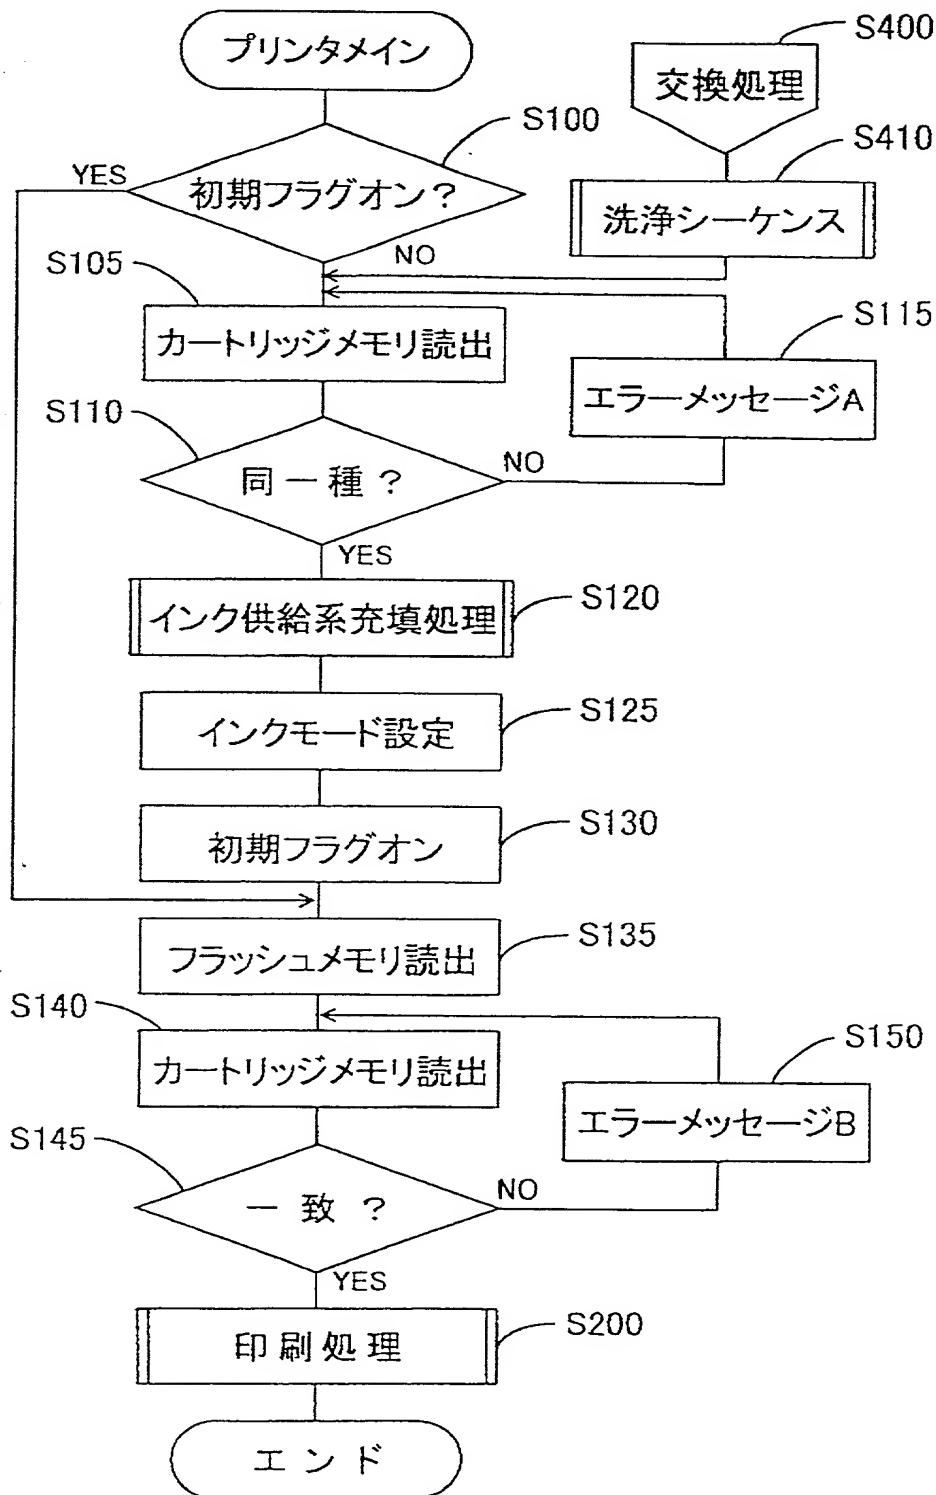 プリンタメイン
S400
交換処理
S100
YES
初期フラグオン?
NO
S410
洗浄シーケンス
S105
カートリッジメモリ読出
S115
エラーメッセージA
S110
同一種?
NO
YES
インク供給系充填処理
S120
インクモード設定
S125
初期フラグオン
S130
フラッシュメモリ読出
S135
S140
カートリッジメモリ読出
S150
エラーメッセージB
S145
一致?
NO
YES
印刷処理
S200
エンド